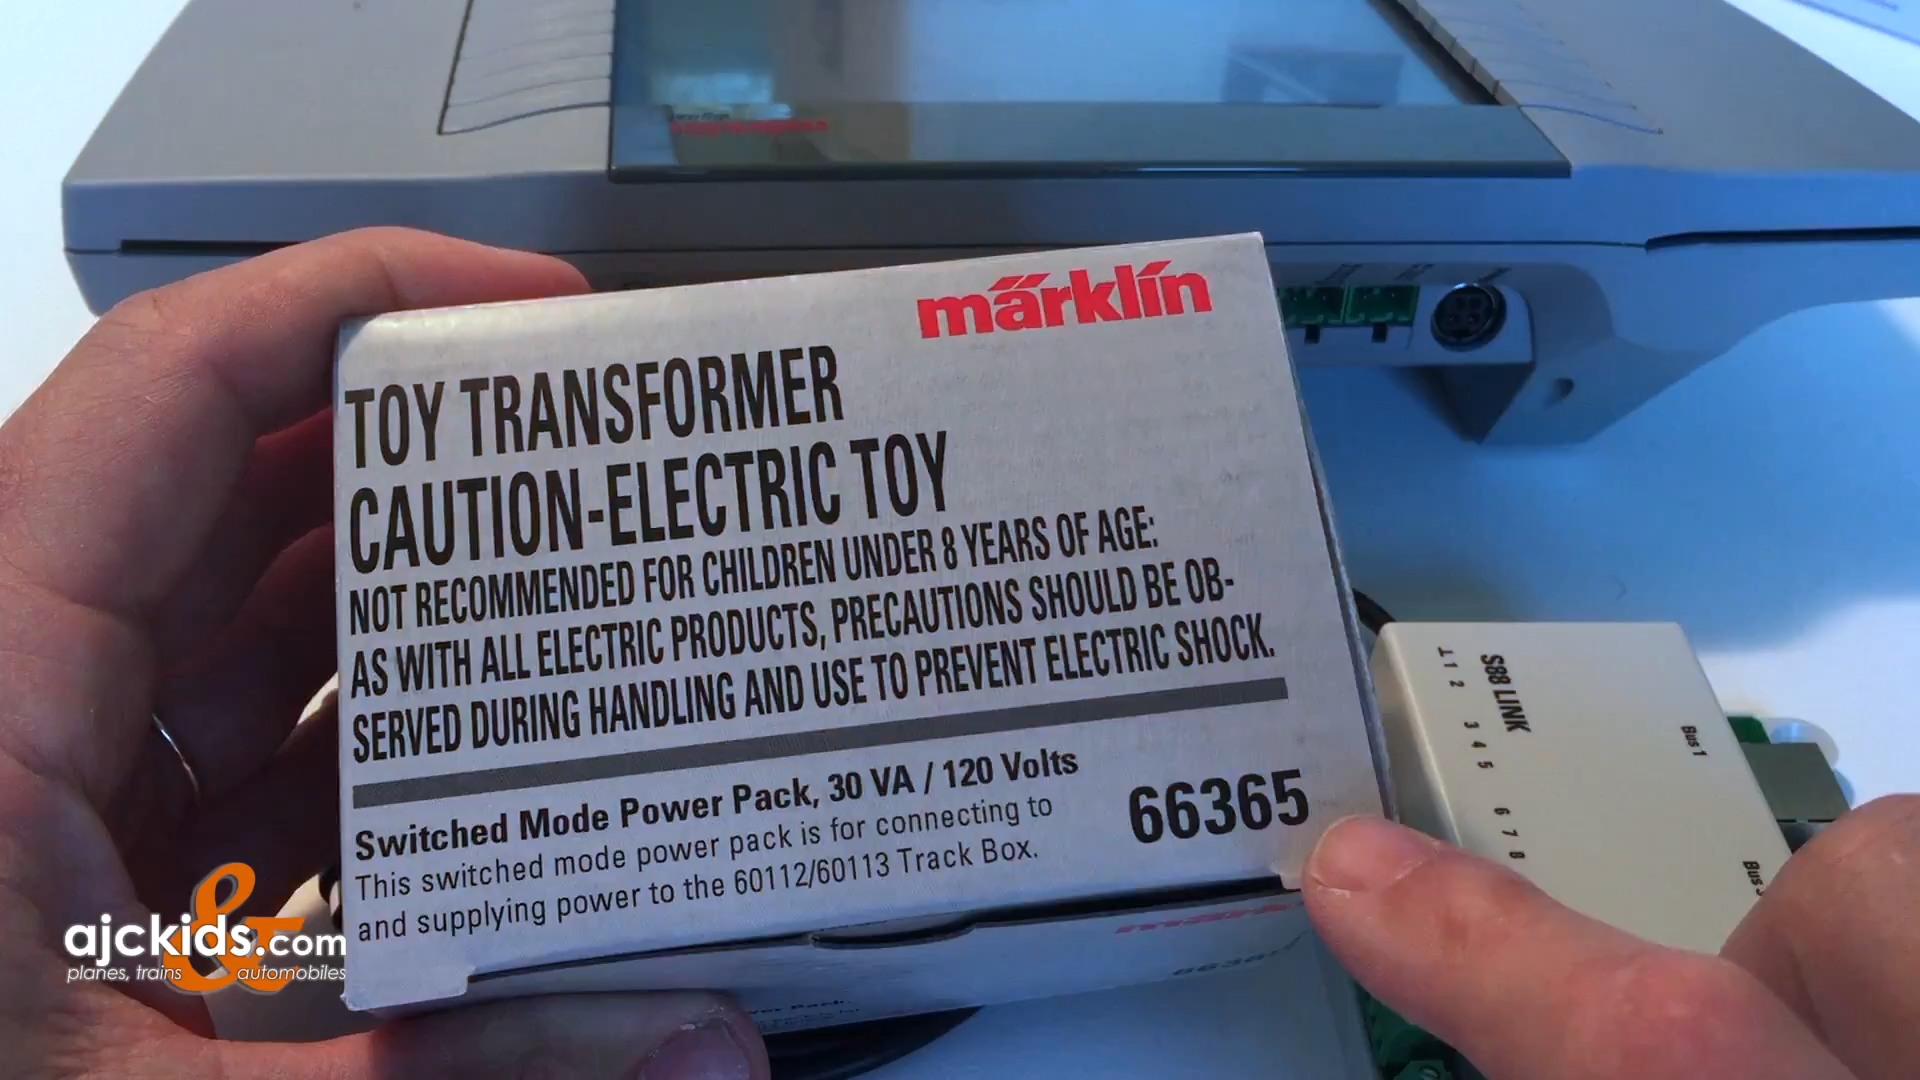 märklin
TOY TRANSFORMER
CAUTION-ELECTRIC TOY
NOT RECOMMENDED FOR CHILDREN UNDER 8 YEARS OF AGE:
AS WITH ALL ELECTRIC PRODUCTS, PRECAUTIONS SHOULD BE OB-
SERVED DURING HANDLING AND USE TO PREVENT ELECTRIC SHOCK.
Switched Mode Power Pack, 30 VA / 120 Volts
This switched mode power pack is for connecting to
and supplying power to the 60112/60113 Track Box.
66365
märklin
S88 LINK
1 2 3 4 5 6 7 8
Bus 1
ajckids.com
planes, trains & automobiles